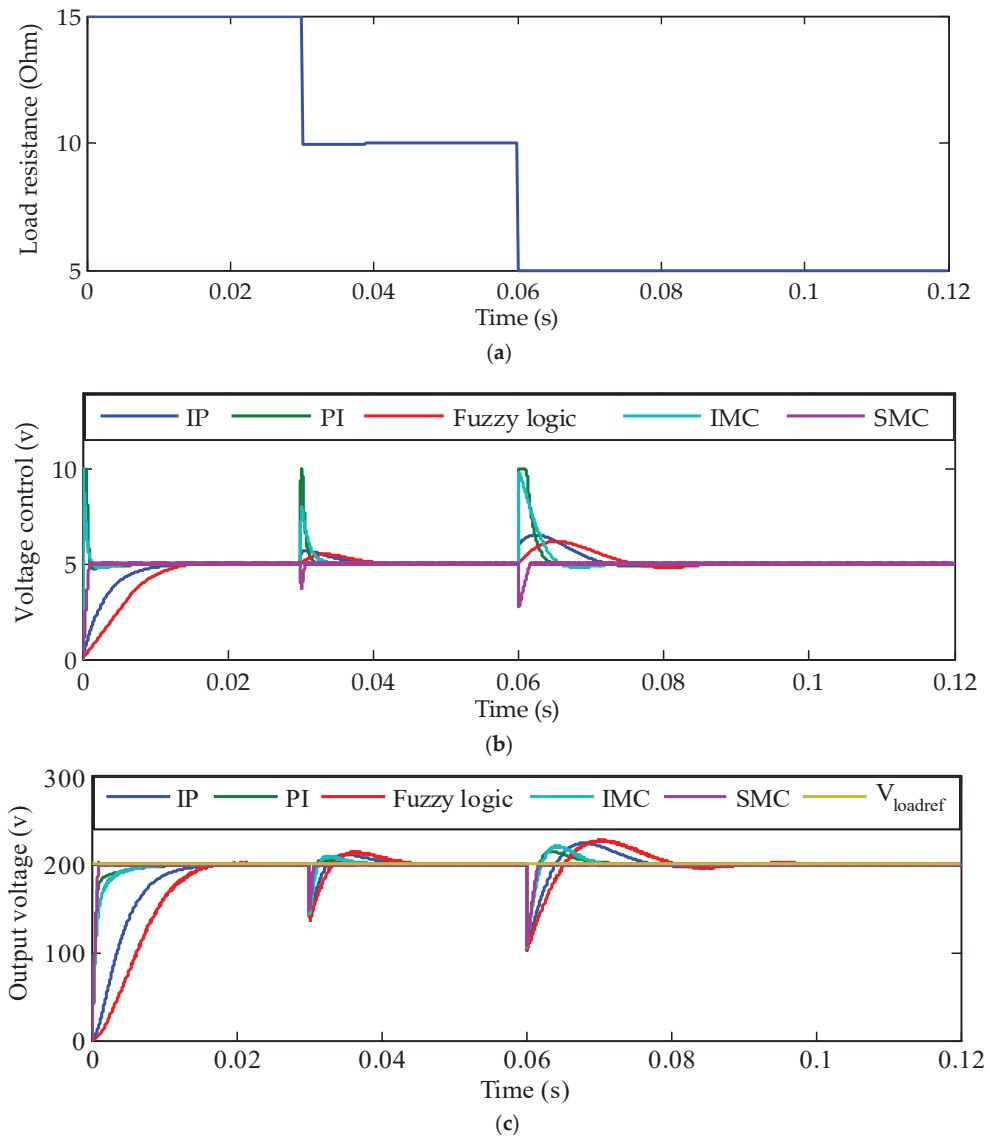 15
10
5
Load resistance (Ohm)
0 0.02 0.04 0.06 0.08 0.1 0.12
Time (s)
(a)
IP PI Fuzzy logic IMC SMC
10
5
0
Voltage control (v)
0 0.02 0.04 0.06 0.08 0.1 0.12
Time (s)
(b)
300
IP PI Fuzzy logic IMC SMC Vloadref
200
100
0
Output voltage (v)
0 0.02 0.04 0.06 0.08 0.1 0.12
Time (s)
(c)